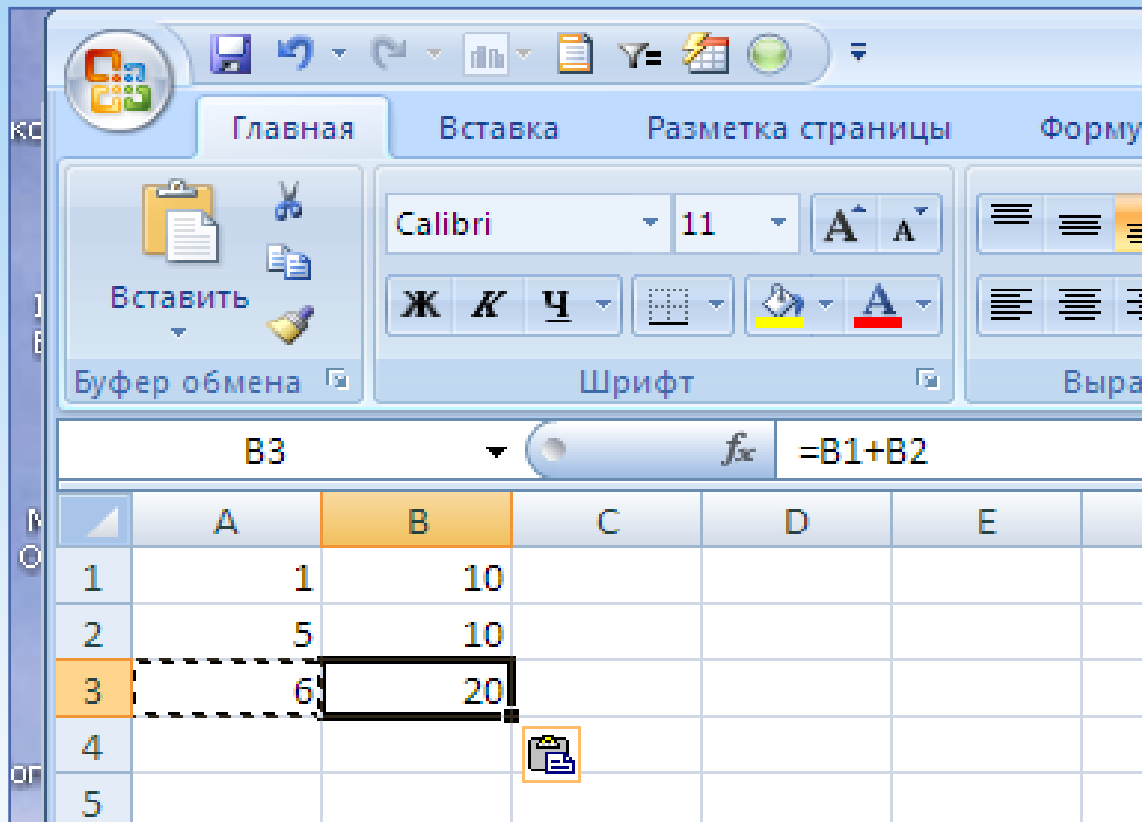 Главная Вставка Разметка страницы Форму
Calibri 11 A A
Вставить Ж К Ч A
Буфер обмена Шрифт Выра
B3 fx =B1+B2
A B C D E
1 1 10
2 5 10
3 6 20
4
5